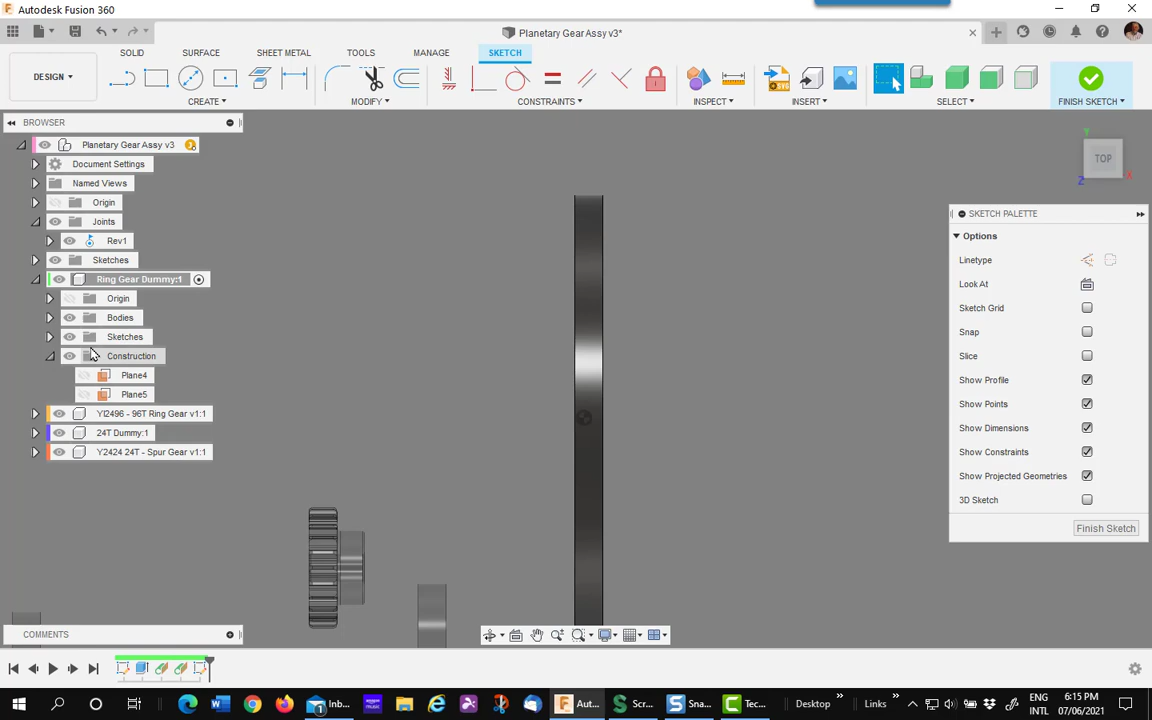 Autodesk Fusion 360
Planetary Gear Assy v3*
SOLID SURFACE SHEET METAL TOOLS MANAGE SKETCH
DESIGN
CREATE MODIFY CONSTRAINTS INSPECT INSERT SELECT FINISH SKETCH
BROWSER
Planetary Gear Assy v3
Document Settings
Named Views
Origin
Joints
Rev1
Sketches
Ring Gear Dummy:1
Origin
Bodies
Sketches
Construction
Plane4
Plane5
YI2496 - 96T Ring Gear v1:1
24T Dummy:1
Y2424 24T - Spur Gear v1:1
TOP
Y
Z
X
SKETCH PALETTE
Options
Linetype
Look At
Sketch Grid
Snap
Slice
Show Profile
Show Points
Show Dimensions
Show Constraints
Show Projected Geometries
3D Sketch
Finish Sketch
COMMENTS
Inb...
Aut...
Scr...
Sna...
Tec...
Desktop
Links
ENG
INTL
6:15 PM
07/06/2021